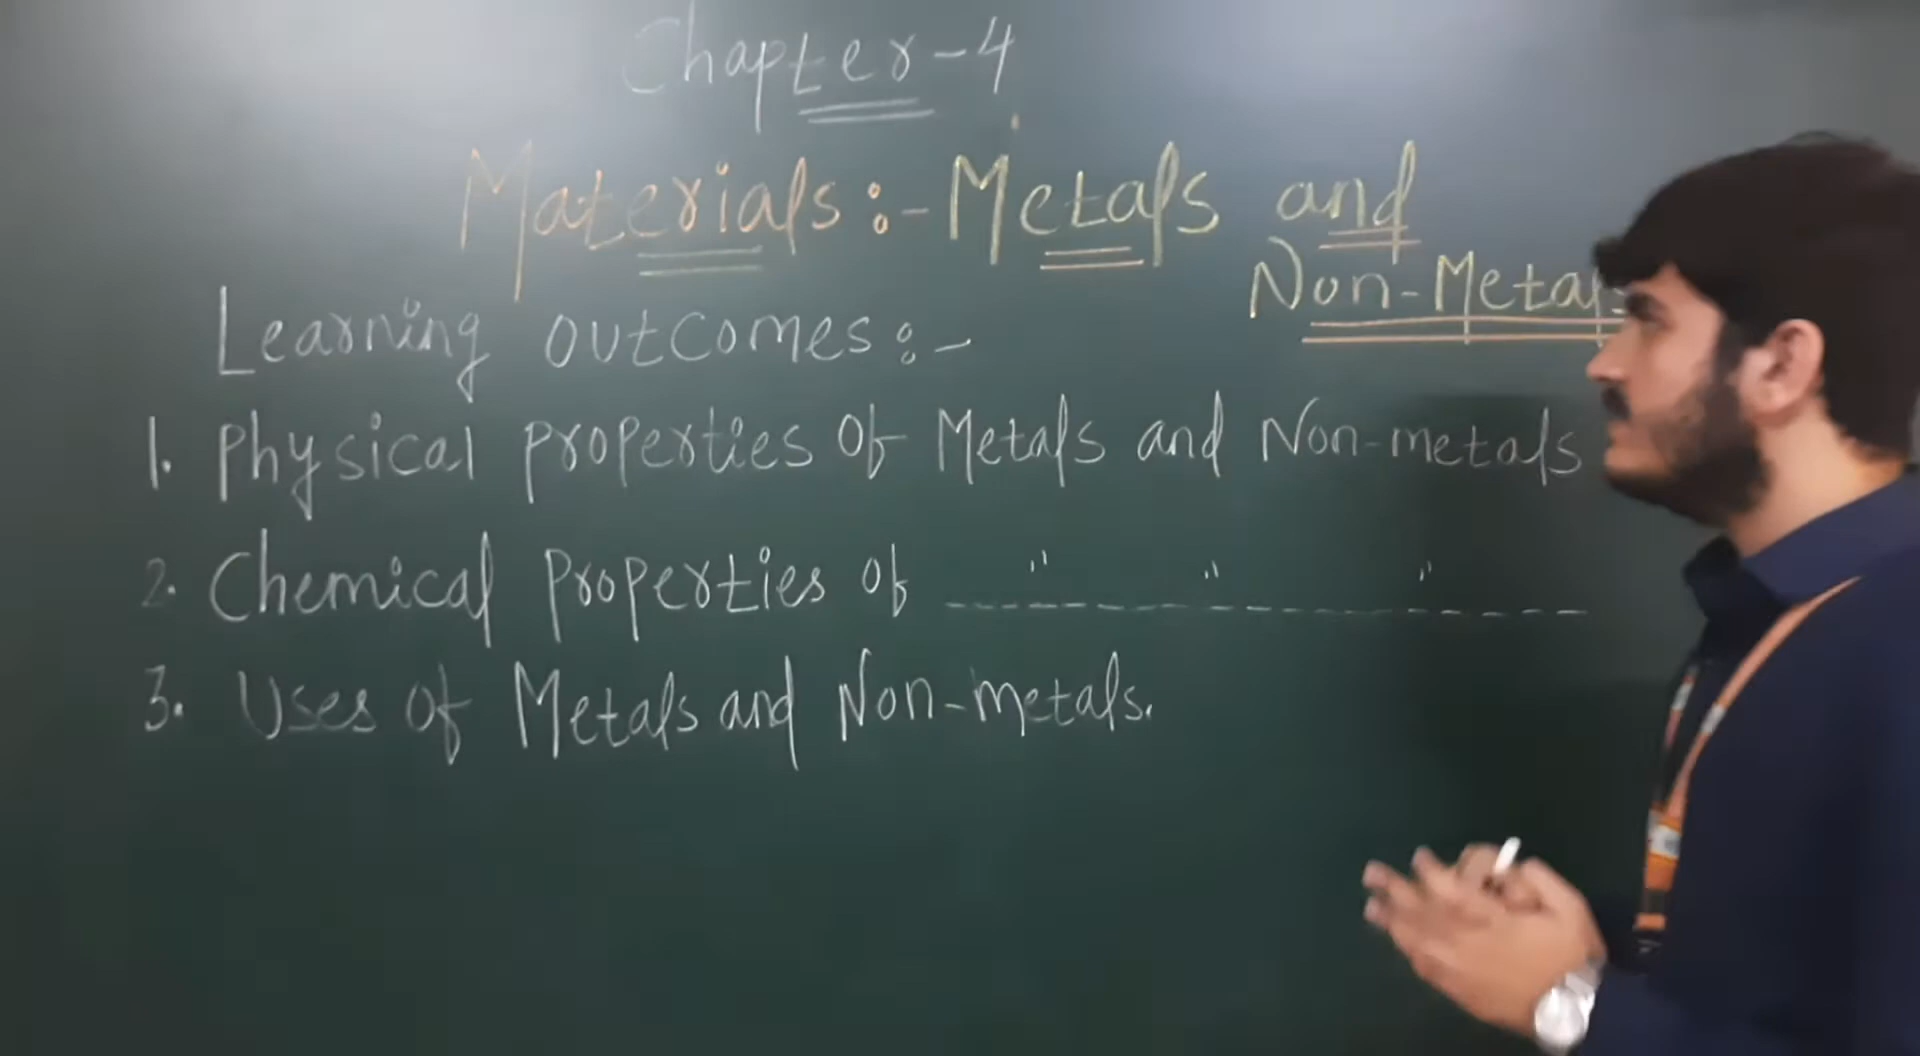 Chapter-4
Materials:- Metals and
Non-Metals
Learning outcomes:-
1. Physical properties of Metals and Non-metals
2. Chemical Properties of -----"-----"-----"-----
3. Uses of Metals and Non-metals.